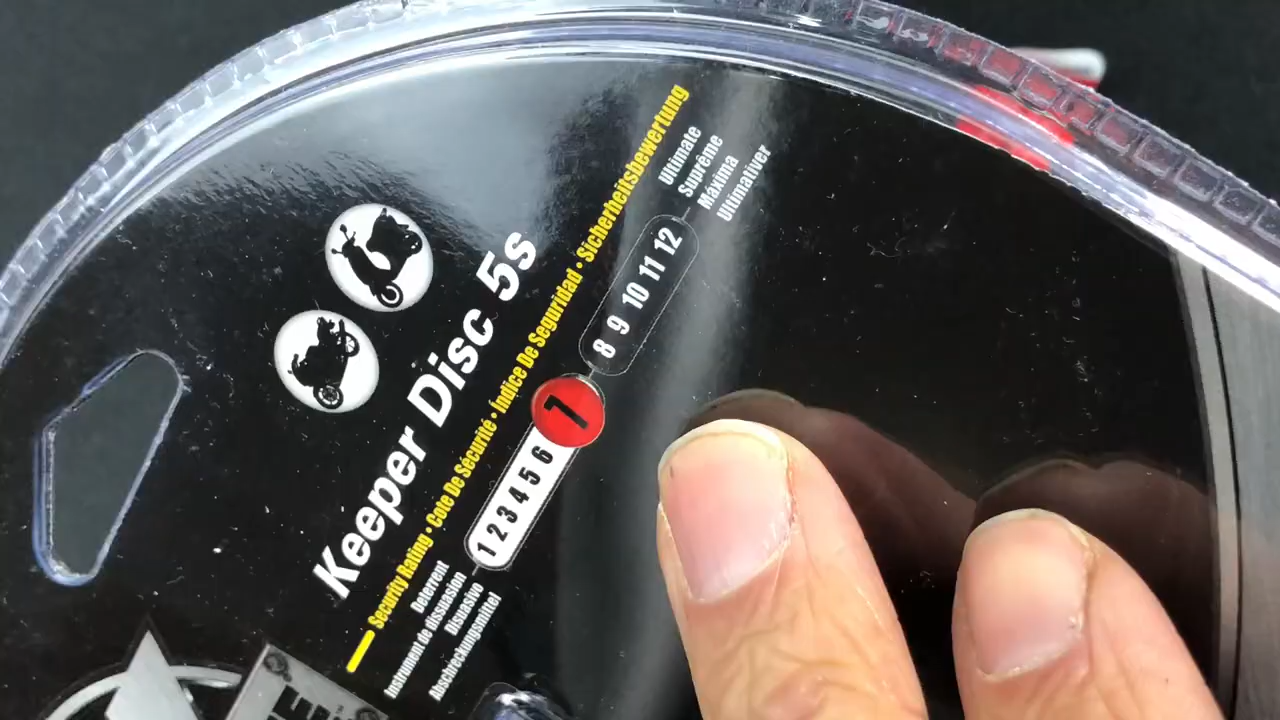 Keeper Disc 5s
Security Rating • Cote De Sécurité • Índice De Seguridad • Sicherheitsbewertung
Deterrent
Instrument de dissuasion
Disuasivo
Abschreckungsmittel
1 2 3 4 5 6 7 8 9 10 11 12
Ultimate
Suprême
Máxima
Ultimativer